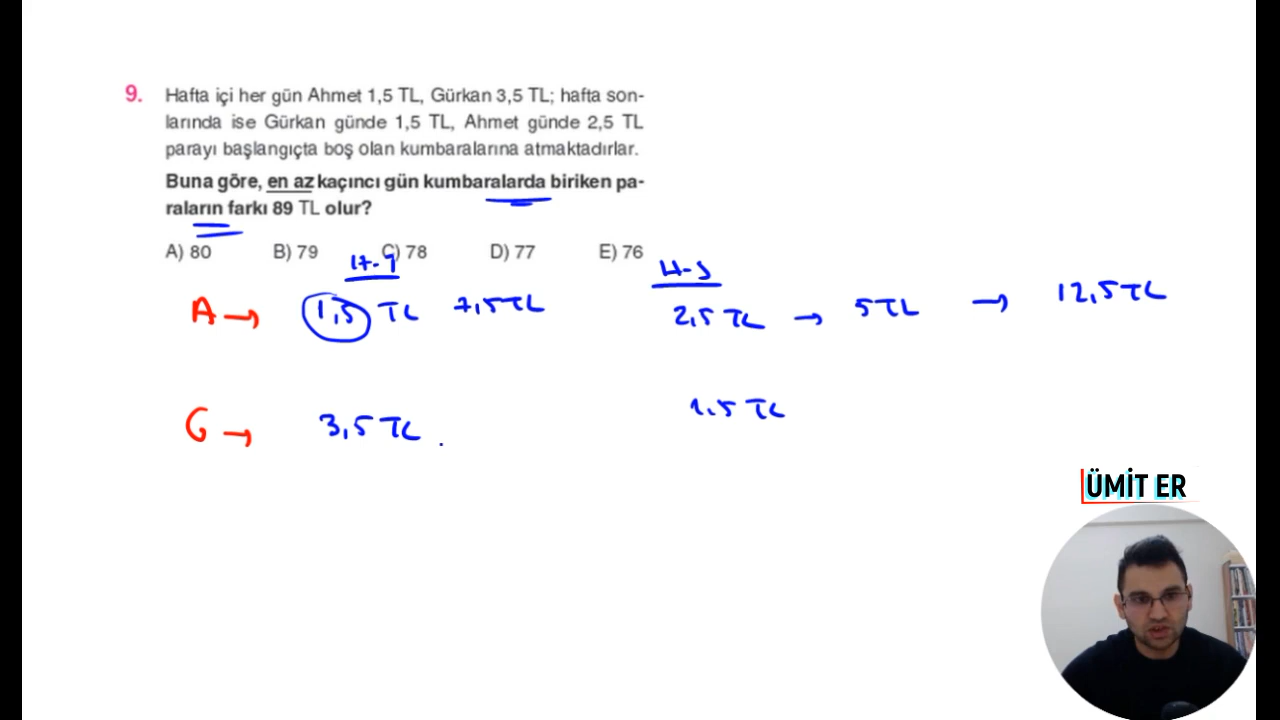 9. Hafta içi her gün Ahmet 1,5 TL, Gürkan 3,5 TL; hafta son-
larında ise Gürkan günde 1,5 TL, Ahmet günde 2,5 TL
parayı başlangıçta boş olan kumbaralarına atmaktadırlar.
Buna göre, en az kaçıncı gün kumbaralarda biriken pa-
raların farkı 89 TL olur?
A) 80 B) 79 C) 78 D) 77 E) 76
H-İ H-S
A → 1,5 TL 7,5 TL 2,5 TL → 5 TL → 12,5 TL
G → 3,5 TL 1,5 TL
ÜMİT ER